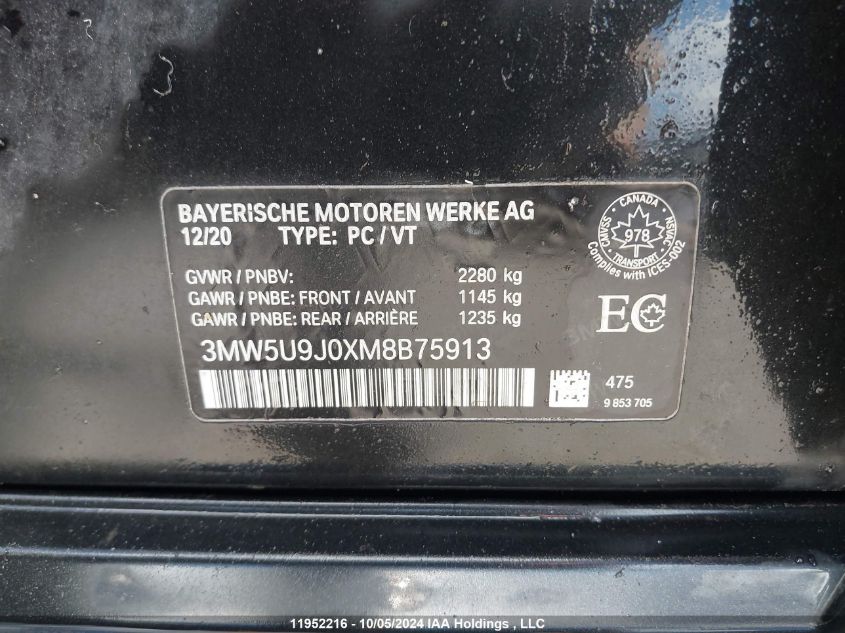 BAYERISCHE MOTOREN WERKE AG
12/20 TYPE: PC / VT
GVWR / PNBV: 2280 kg
GAWR / PNBE: FRONT / AVANT 1145 kg
GAWR / PNBE: REAR / ARRIÈRE 1235 kg
3MW5U9J0XM8B75913
CANADA
CMVSS
NSVAC
978
TRANSPORT
Complies with ICES-002
EC
475
9 853 705
11952216 - 10/05/2024 IAA Holdings , LLC